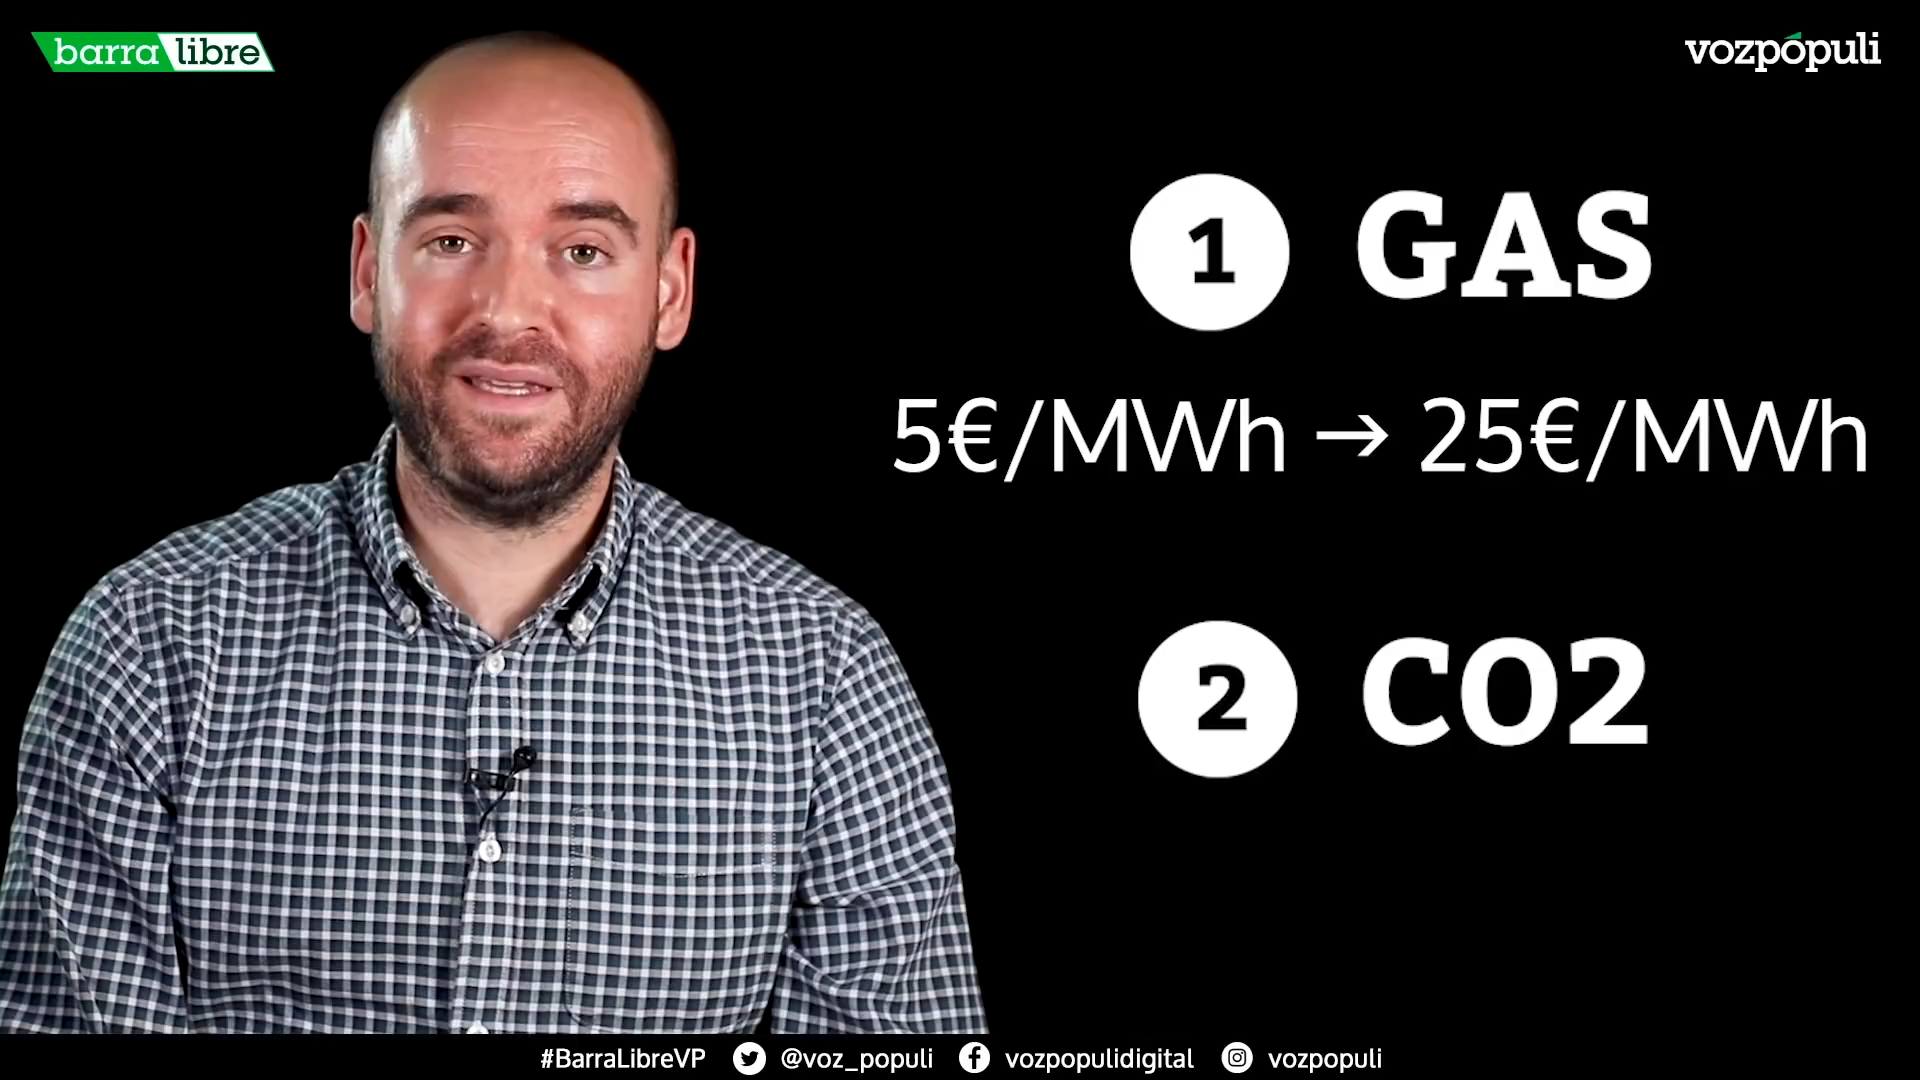 barra libre
vozpópuli
1 GAS
5€/MWh → 25€/MWh
2 CO2
#BarraLibreVP @voz_populi vozpopulidigital vozpopuli